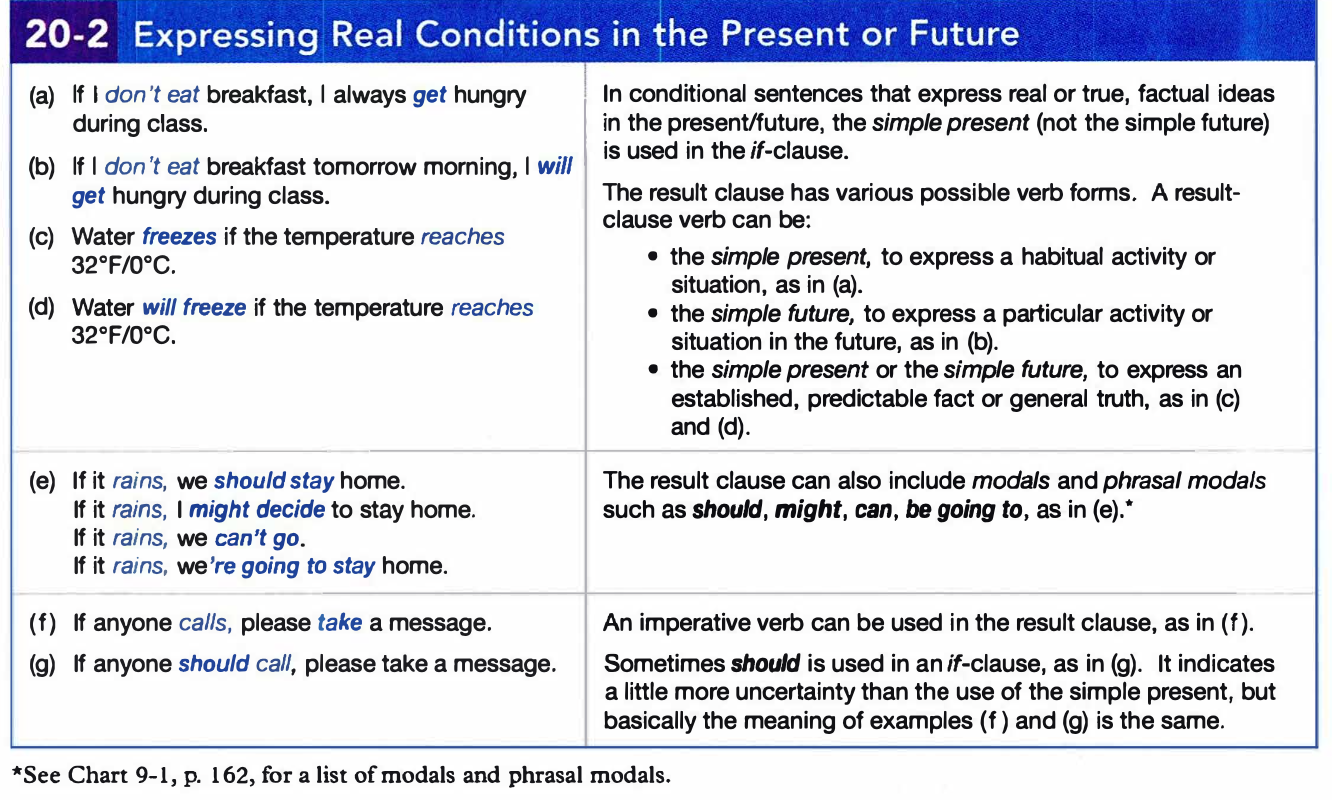 20-2 Expressing Real Conditions in the Present or Future
(a) If I don't eat breakfast, I always get hungry
during class.
(b) If I don't eat breakfast tomorrow morning, I will
get hungry during class.
(c) Water freezes if the temperature reaches
32°F/0°C.
(d) Water will freeze if the temperature reaches
32°F/0°C.
In conditional sentences that express real or true, factual ideas
in the present/future, the simple present (not the simple future)
is used in the if-clause.
The result clause has various possible verb forms. A result-
clause verb can be:
• the simple present, to express a habitual activity or
situation, as in (a).
• the simple future, to express a particular activity or
situation in the future, as in (b).
• the simple present or the simple future, to express an
established, predictable fact or general truth, as in (c)
and (d).
(e) If it rains, we should stay home.
If it rains, I might decide to stay home.
If it rains, we can't go.
If it rains, we're going to stay home.
The result clause can also include modals and phrasal modals
such as should, might, can, be going to, as in (e).*
(f) If anyone calls, please take a message.
(g) If anyone should call, please take a message.
An imperative verb can be used in the result clause, as in (f).
Sometimes should is used in an if-clause, as in (g). It indicates
a little more uncertainty than the use of the simple present, but
basically the meaning of examples (f) and (g) is the same.
*See Chart 9-1, p. 162, for a list of modals and phrasal modals.